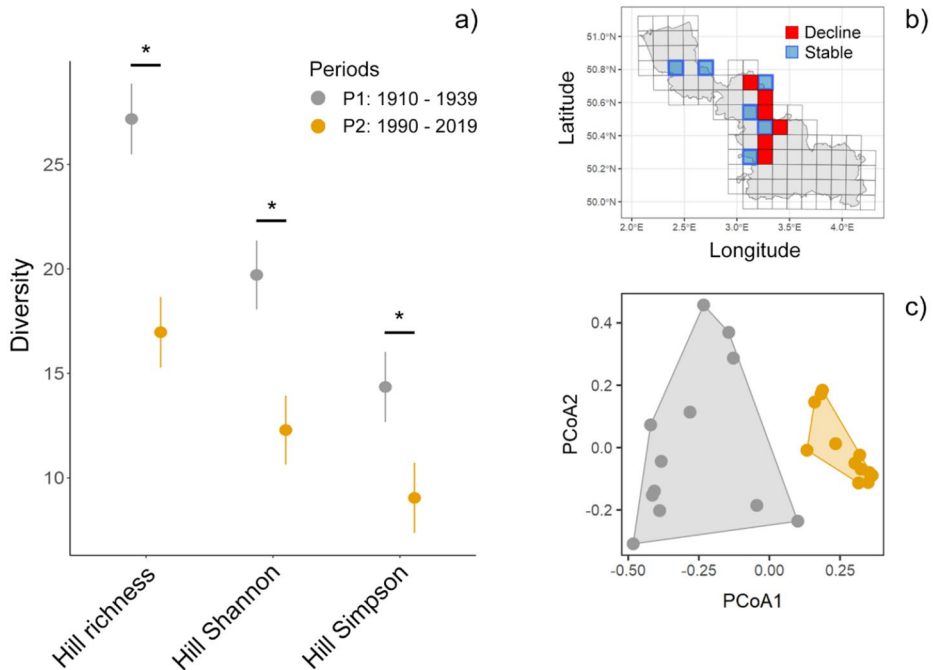 a)
*
*
*
Periods
P1: 1910 - 1939
P2: 1990 - 2019
Diversity
25
20
15
10
Hill richness
Hill Shannon
Hill Simpson
b)
Decline
Stable
Latitude
51.0°N
50.8°N
50.6°N
50.4°N
50.2°N
50.0°N
2.0°E
2.5°E
3.0°E
3.5°E
4.0°E
Longitude
c)
PCoA2
0.4
0.2
0.0
-0.2
-0.50
-0.25
0.00
0.25
PCoA1